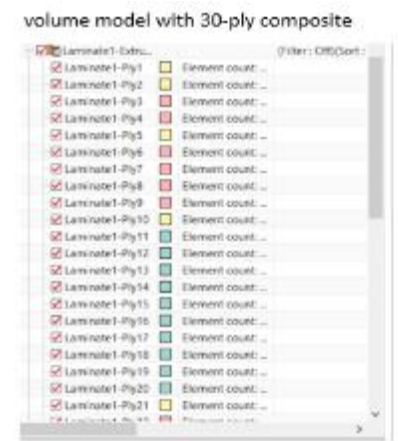 volume model with 30-ply composite
Laminate1-Extru... (Filter : Off)(Sort :
Laminate1-Ply1 Element count: ...
Laminate1-Ply2 Element count: ...
Laminate1-Ply3 Element count: ...
Laminate1-Ply4 Element count: ...
Laminate1-Ply5 Element count: ...
Laminate1-Ply6 Element count: ...
Laminate1-Ply7 Element count: ...
Laminate1-Ply8 Element count: ...
Laminate1-Ply9 Element count: ...
Laminate1-Ply10 Element count: ...
Laminate1-Ply11 Element count: ...
Laminate1-Ply12 Element count: ...
Laminate1-Ply13 Element count: ...
Laminate1-Ply14 Element count: ...
Laminate1-Ply15 Element count: ...
Laminate1-Ply16 Element count: ...
Laminate1-Ply17 Element count: ...
Laminate1-Ply18 Element count: ...
Laminate1-Ply19 Element count: ...
Laminate1-Ply20 Element count: ...
Laminate1-Ply21 Element count: ...